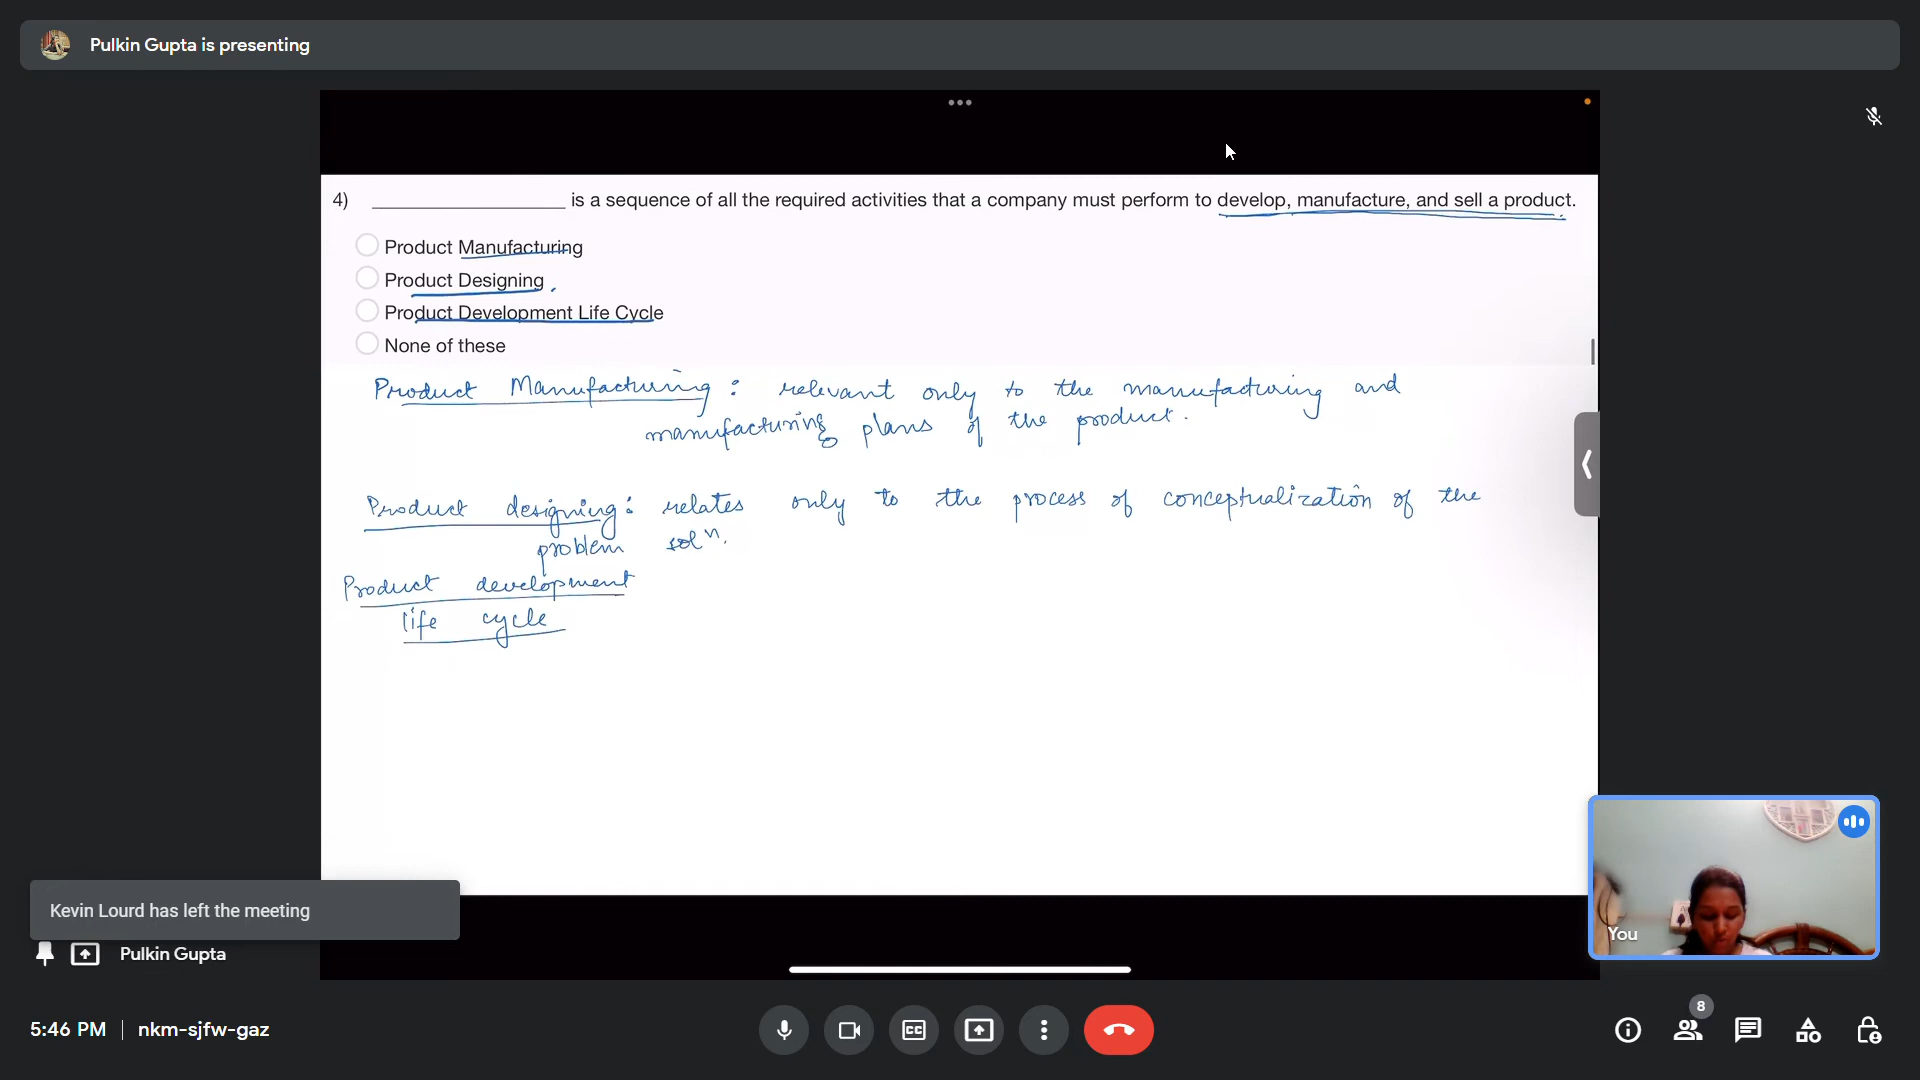 Pulkin Gupta is presenting
4) __________________ is a sequence of all the required activities that a company must perform to develop, manufacture, and sell a product.
Product Manufacturing
Product Designing
Product Development Life Cycle
None of these
Product Manufacturing : relevant only to the manufacturing and
manufacturing plans of the product.
Product designing : relates only to the process of conceptualization of the
problem solⁿ.
Product development
life cycle
Kevin Lourd has left the meeting
Pulkin Gupta
You
5:46 PM | nkm-sjfw-gaz
CC
8